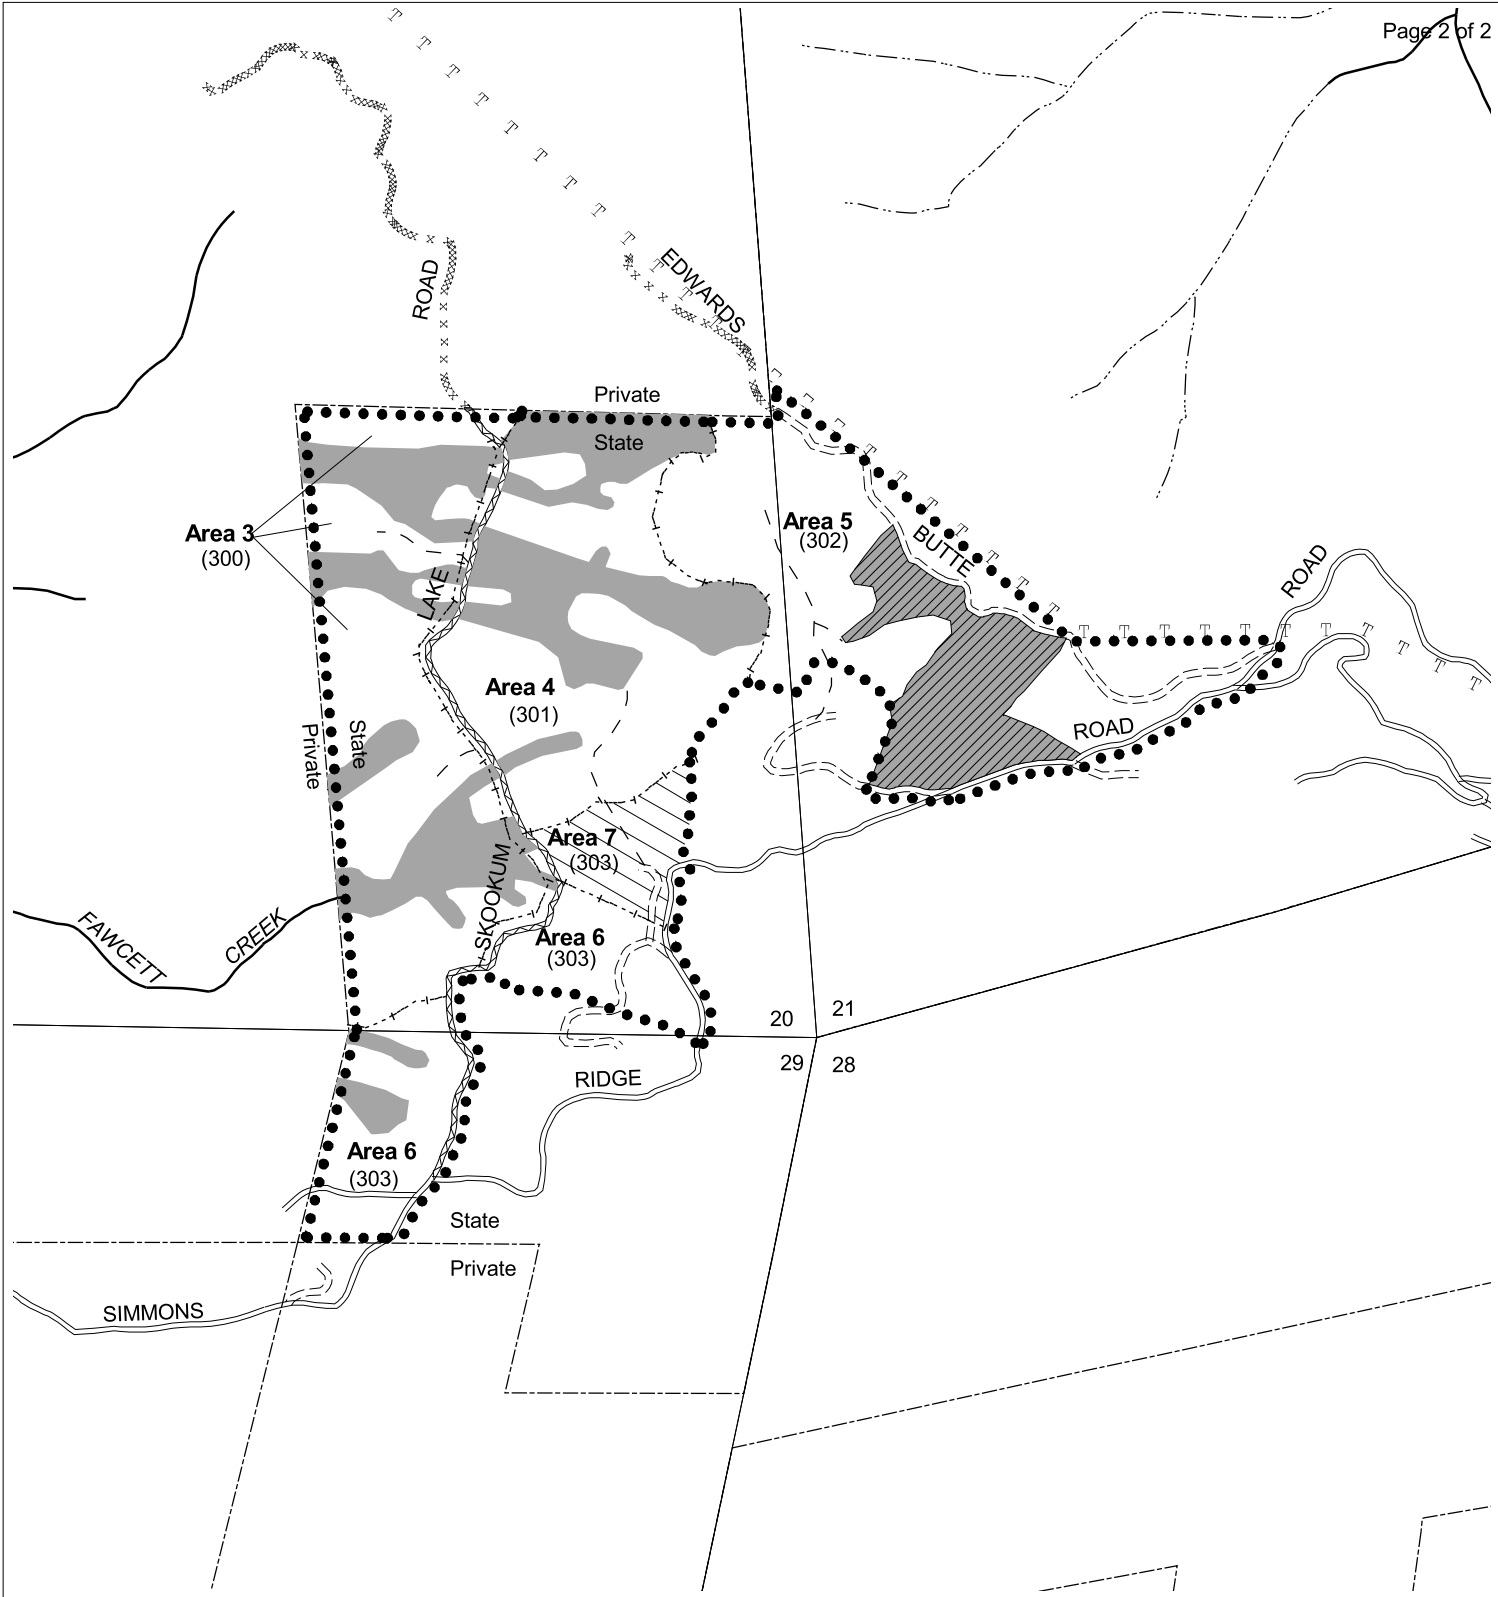 Page 2 of 2
EDWARDS
ROAD
Private
State
Area 3
(300)
Area 5
(302)
BUTTE
ROAD
LAKE
Area 4
(301)
State
Private
ROAD
Area 7
(303)
SKOOKUM
FAWCETT
CREEK
Area 6
(303)
20
21
29
28
RIDGE
Area 6
(303)
State
Private
SIMMONS